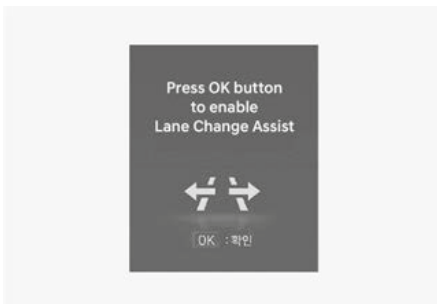 Press OK button
to enable
Lane Change Assist
OK : 확인